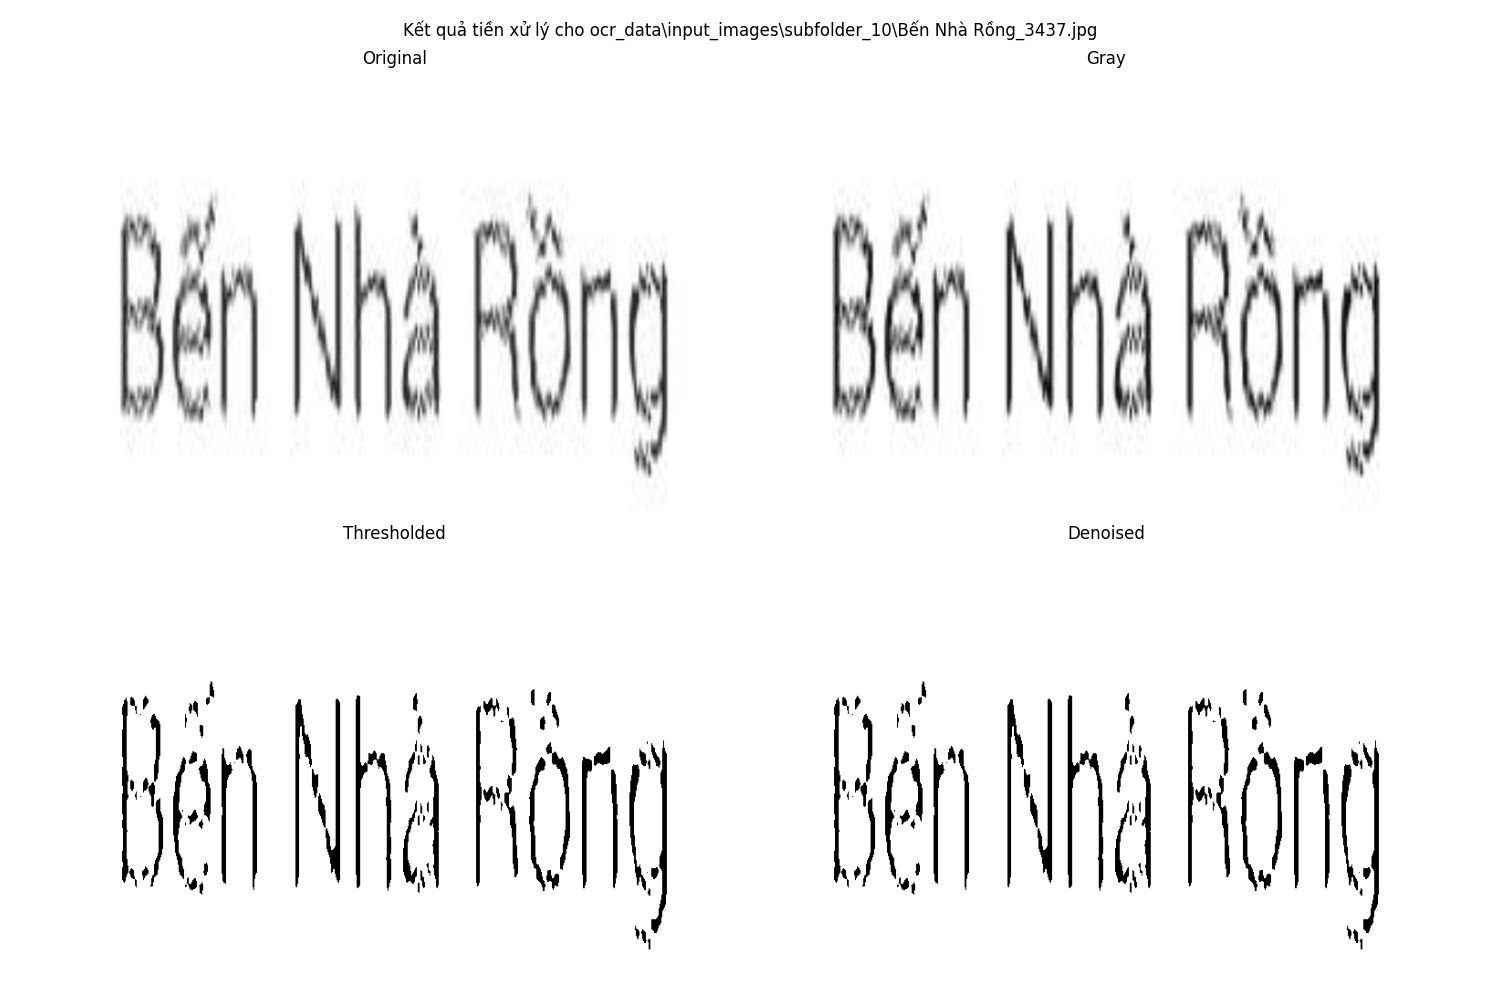 Kết quả tiền xử lý cho ocr_data\input_images\subfolder_10\Bến Nhà Rồng_3437.jpg
Original
Gray
Bến Nhà Rồng
Bến Nhà Rồng
Thresholded
Denoised
Bến Nhà Rồng
Bến Nhà Rồng